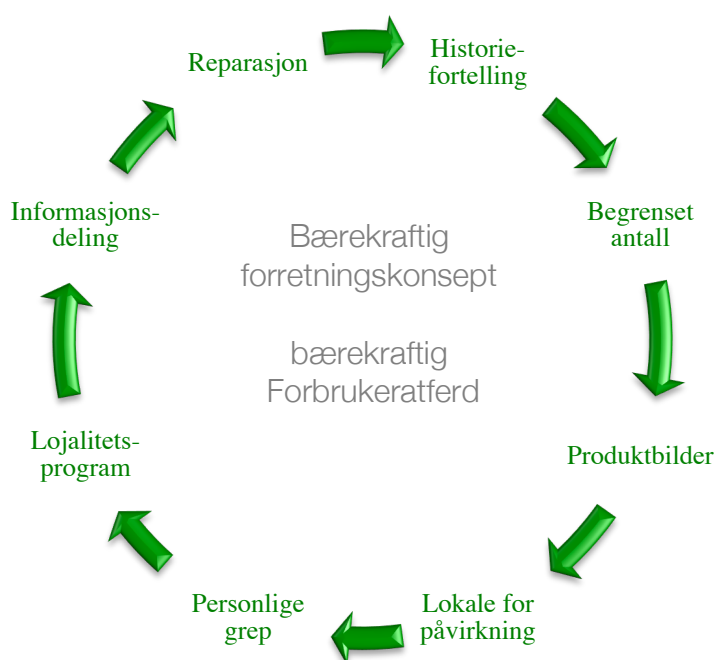 Reparasjon
Historie-
fortelling
Begrenset
antall
Produktbilder
Lokale for
påvirkning
Personlige
grep
Lojalitets-
program
Informasjons-
deling
Bærekraftig
forretningskonsept
bærekraftig
Forbrukeratferd